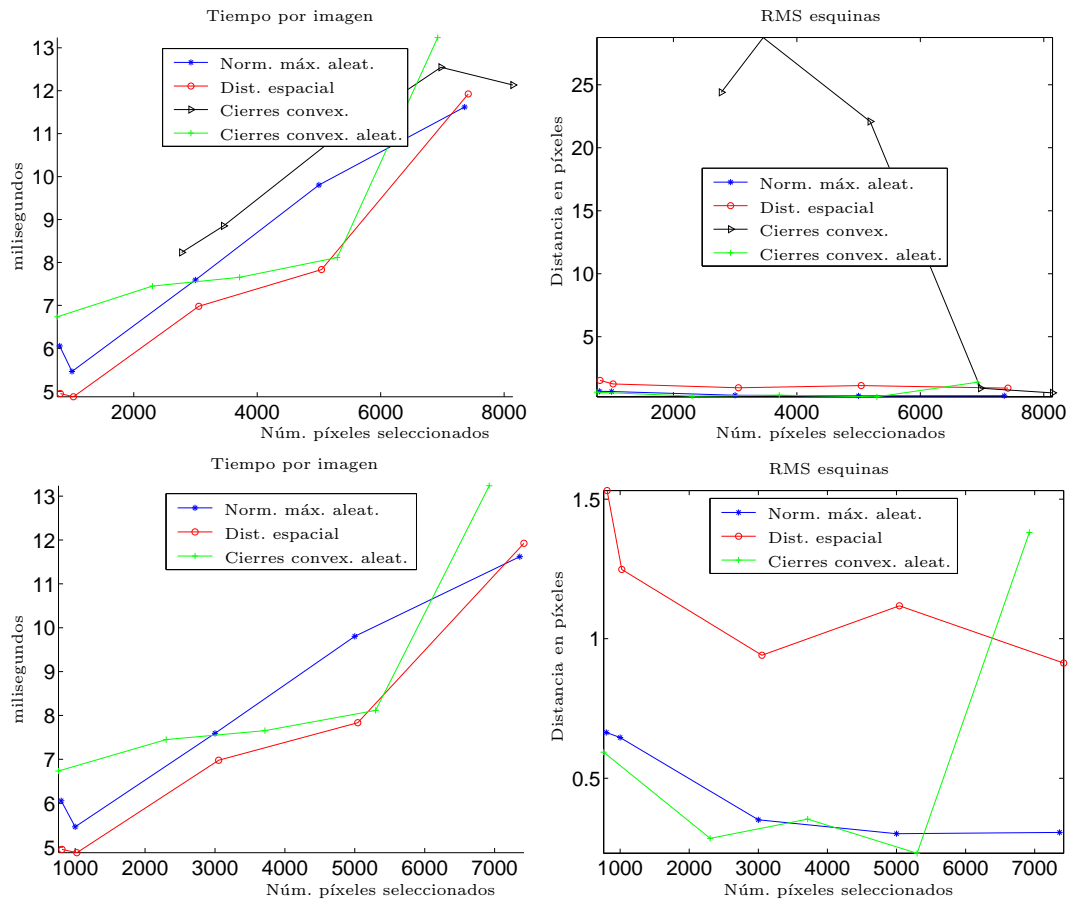 Tiempo por imagen
13
12
11
10
9
8
7
6
5
milisegundos
Norm. máx. aleat.
Dist. espacial
Cierres convex.
Cierres convex. aleat.
2000 4000 6000 8000
Núm. píxeles seleccionados
RMS esquinas
25
20
15
10
5
Distancia en píxeles
Norm. máx. aleat.
Dist. espacial
Cierres convex.
Cierres convex. aleat.
2000 4000 6000 8000
Núm. píxeles seleccionados
Tiempo por imagen
13
12
11
10
9
8
7
6
5
milisegundos
Norm. máx. aleat.
Dist. espacial
Cierres convex. aleat.
1000 2000 3000 4000 5000 6000 7000
Núm. píxeles seleccionados
RMS esquinas
1.5
1
0.5
Distancia en píxeles
Norm. máx. aleat.
Dist. espacial
Cierres convex. aleat.
1000 2000 3000 4000 5000 6000 7000
Núm. píxeles seleccionados